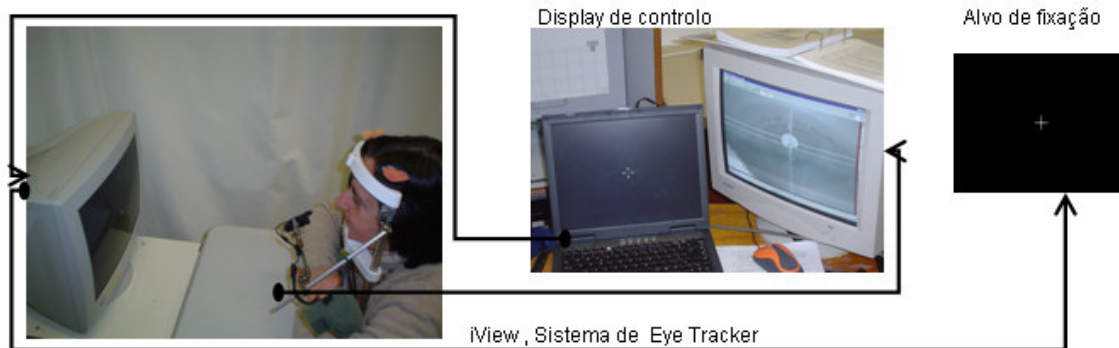 Display de controlo
Alvo de fixação
iView , Sistema de Eye Tracker